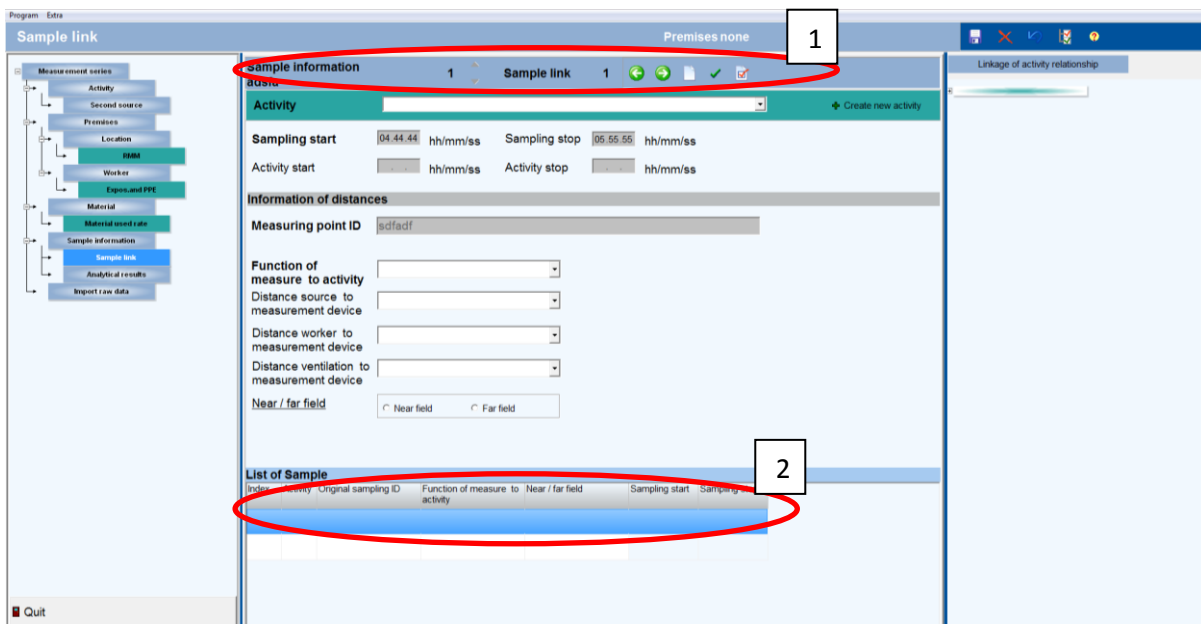 Program Extra
Sample link
Premises none
1
Measurement series
Activity
Second source
Premises
Location
RMM
Worker
Expos.and PPE
Material
Material used rate
Sample information
Sample link
Analytical results
Import raw data
Quit
Sample information 1 Sample link 1
Activity Create new activity
Sampling start 04.44.44 hh/mm/ss Sampling stop 05.55.55 hh/mm/ss
Activity start . . hh/mm/ss Activity stop . . hh/mm/ss
Information of distances
Measuring point ID sdfadf
Function of
measure to activity
Distance source to
measurement device
Distance worker to
measurement device
Distance ventilation to
measurement device
Near / far field Near field Far field
List of Sample
2
Index Activity Original sampling ID Function of measure to Near / far field Sampling start Sampling
activity
Linkage of activity relationship